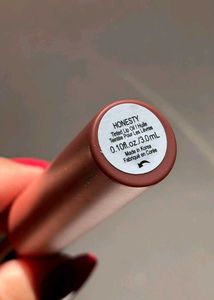 HONESTY
Tinted Lip Oil / Huile
Teintée Pour Les Lèvres
0.10fl.oz./3.0mL
Made in Korea
Fabriqué en Corée